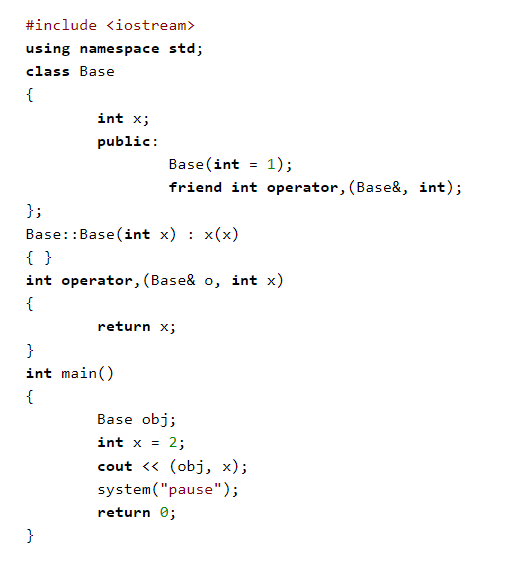 #include <iostream>
using namespace std;
class Base
{
        int x;
        public:
                Base(int = 1);
                friend int operator,(Base&, int);
};
Base::Base(int x) : x(x)
{ }
int operator,(Base& o, int x)
{
        return x;
}
int main()
{
        Base obj;
        int x = 2;
        cout << (obj, x);
        system("pause");
        return 0;
}